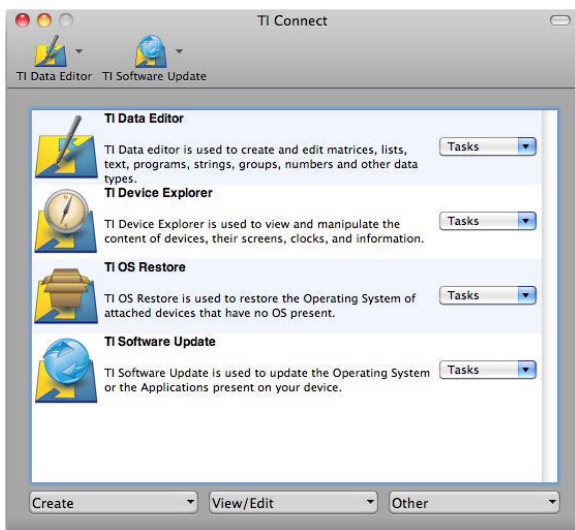 TI Connect
TI Data Editor TI Software Update
TI Data Editor
TI Data editor is used to create and edit matrices, lists,
text, programs, strings, groups, numbers and other data
types.
Tasks
TI Device Explorer
TI Device Explorer is used to view and manipulate the
content of devices, their screens, clocks, and information.
Tasks
TI OS Restore
TI OS Restore is used to restore the Operating System of
attached devices that have no OS present.
Tasks
TI Software Update
TI Software Update is used to update the Operating System
or the Applications present on your device.
Tasks
Create View/Edit Other